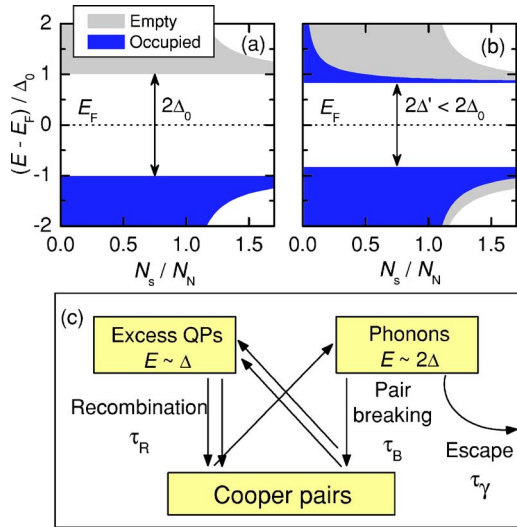 Empty
Occupied
(a)
(b)
(E - E_F) / Δ_0
2
1
0
-1
-2
E_F
2Δ_0
E_F
2Δ' < 2Δ_0
0.0 0.5 1.0 1.5
0.0 0.5 1.0 1.5
N_s / N_N
N_s / N_N
(c)
Excess QPs
E ~ Δ
Phonons
E ~ 2Δ
Recombination
τ_R
Pair
breaking
τ_B
Escape
τ_γ
Cooper pairs